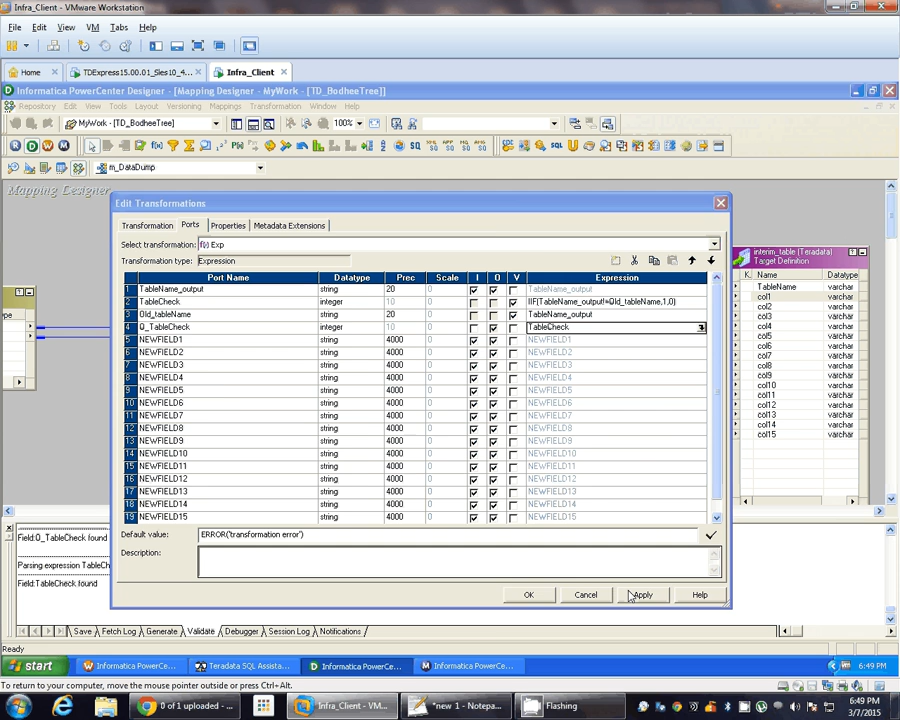 Infra_Client - VMware Workstation
File Edit View VM Tabs Help
Home TDExpress15.00.01_Sles10_4... Infra_Client
Informatica PowerCenter Designer - [Mapping Designer - MyWork - [TD_BodheeTree]]
Repository Edit View Tools Layout Versioning Mappings Transformation Window Help
MyWork - [TD_BodheeTree] 100%
m_DataDump
Mapping Designer
Edit Transformations
Transformation Ports Properties Metadata Extensions
Select transformation: f(x) Exp
Transformation type: Expression
Port Name Datatype Prec Scale I O V Expression
1 TableName_output string 20 0 TableName_output
2 TableCheck integer 10 0 IIF(TableName_output!=Old_tableName,1,0)
3 Old_tableName string 20 0 TableName_output
4 O_TableCheck integer 10 0 TableCheck
5 NEWFIELD1 string 4000 0 NEWFIELD1
6 NEWFIELD2 string 4000 0 NEWFIELD2
7 NEWFIELD3 string 4000 0 NEWFIELD3
8 NEWFIELD4 string 4000 0 NEWFIELD4
9 NEWFIELD5 string 4000 0 NEWFIELD5
10 NEWFIELD6 string 4000 0 NEWFIELD6
11 NEWFIELD7 string 4000 0 NEWFIELD7
12 NEWFIELD8 string 4000 0 NEWFIELD8
13 NEWFIELD9 string 4000 0 NEWFIELD9
14 NEWFIELD10 string 4000 0 NEWFIELD10
15 NEWFIELD11 string 4000 0 NEWFIELD11
16 NEWFIELD12 string 4000 0 NEWFIELD12
17 NEWFIELD13 string 4000 0 NEWFIELD13
18 NEWFIELD14 string 4000 0 NEWFIELD14
19 NEWFIELD15 string 4000 0 NEWFIELD15
Default value: ERROR('transformation error')
Description:
OK Cancel Apply Help
interim_table (Teradata)
Target Definition
K.. Name Datatype
TableName varchar
col1 varchar
col2 varchar
col3 varchar
col4 varchar
col5 varchar
col6 varchar
col7 varchar
col8 varchar
col9 varchar
col10 varchar
col11 varchar
col12 varchar
col13 varchar
col14 varchar
col15 varchar
ype
Field:O_TableCheck found
Parsing expression TableCh
Field:TableCheck found
Save Fetch Log Generate Validate Debugger Session Log Notifications
Ready
start Informatica PowerCe... Teradata SQL Assista... Informatica PowerCe... Informatica PowerCe... 6:49 PM
To return to your computer, move the mouse pointer outside or press Ctrl+Alt.
0 of 1 uploaded - ... Infra_Client - VM... *new 1 - Notepa... Flashing 6:49 PM
3/7/2015